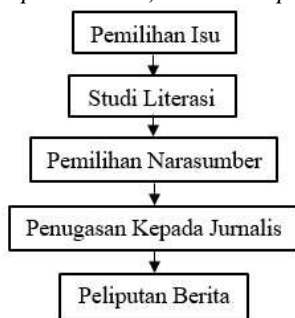 Pemilihan Isu
Studi Literasi
Pemilihan Narasumber
Penugasan Kepada Jurnalis
Peliputan Berita